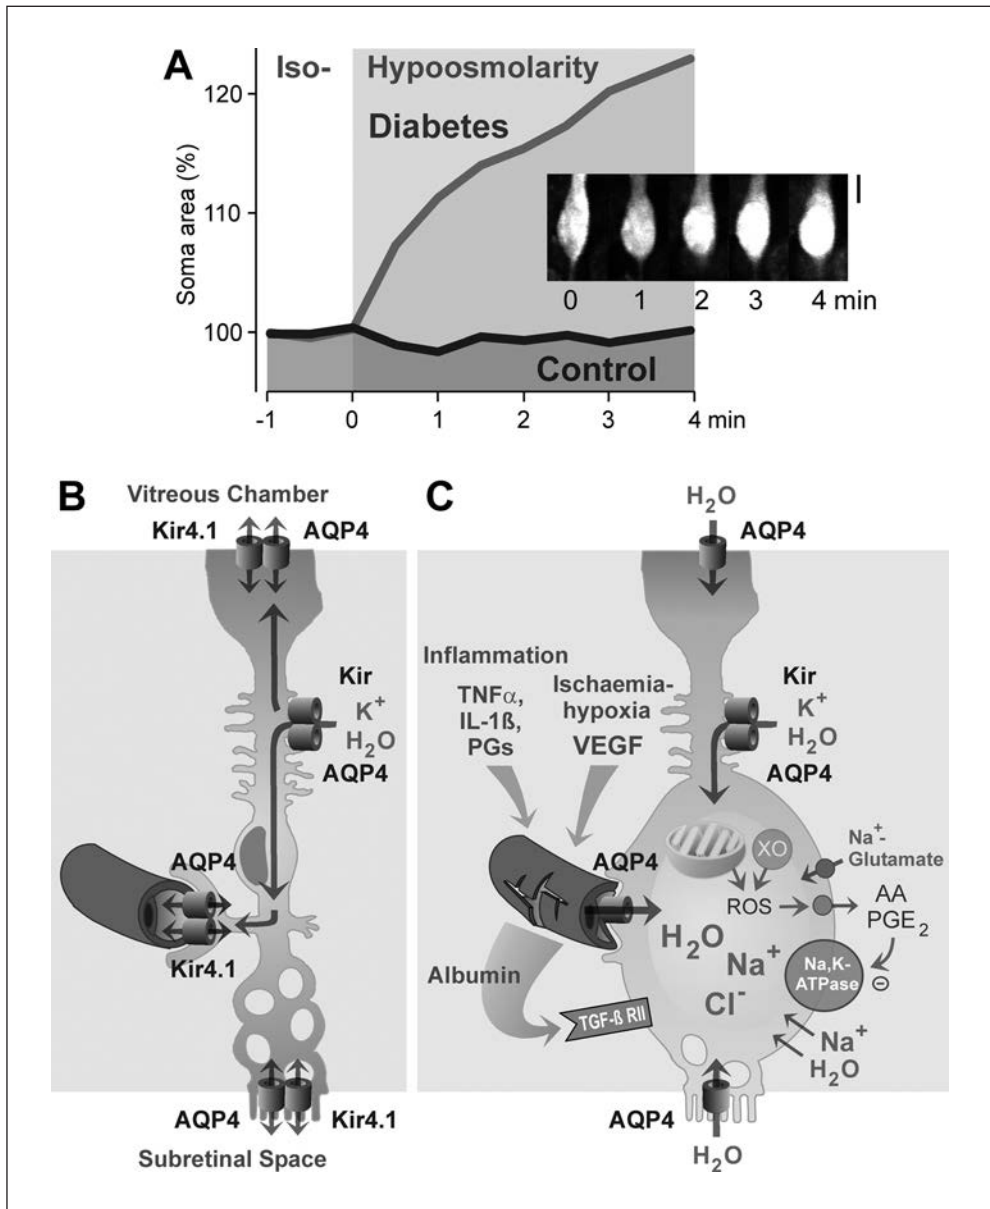 A
Iso-
Hypoosmolarity
Diabetes
Control
Soma area (%)
120
110
100
-1
0
1
2
3
4 min
0
1
2
3
4 min
B
Vitreous Chamber
Kir4.1
AQP4
Kir
K+
H2O
AQP4
AQP4
Kir4.1
AQP4
Kir4.1
Subretinal Space
C
H2O
AQP4
Inflammation
TNFα,
IL-1ß,
PGs
Ischaemia-
hypoxia
VEGF
Kir
K+
H2O
AQP4
AQP4
XO
ROS
Na+-
Glutamate
AA
PGE2
H2O
Na+
Cl-
Na,K-
ATPase
Albumin
TGF-ß RII
Na+
H2O
AQP4
H2O